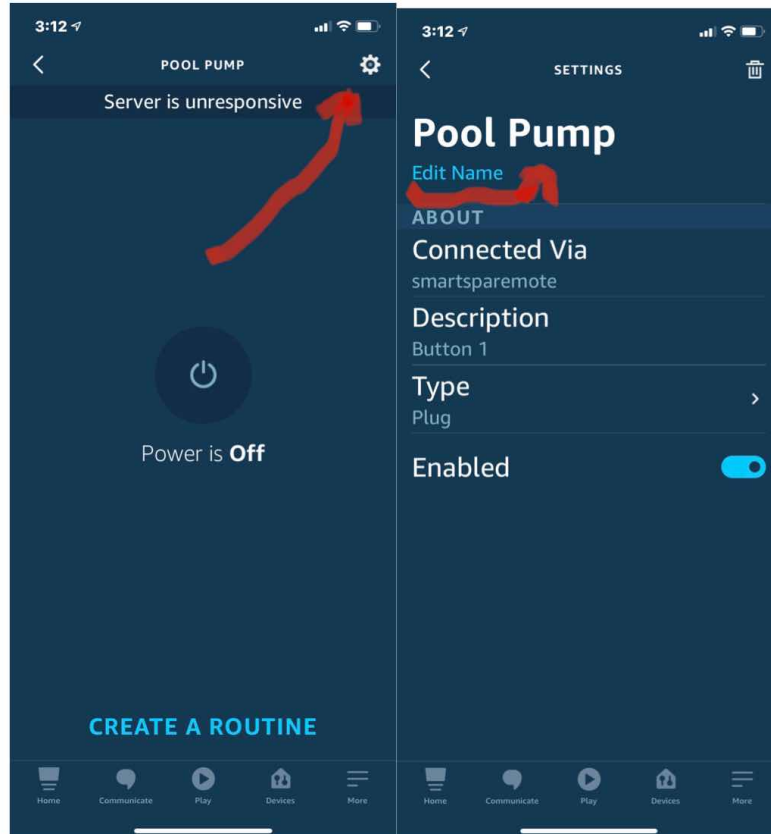 3:12
POOL PUMP
Server is unresponsive
Power is Off
CREATE A ROUTINE
Home
Communicate
Play
Devices
More
3:12
SETTINGS
Pool Pump
Edit Name
ABOUT
Connected Via
smartsparemote
Description
Button 1
Type
Plug
Enabled
Home
Communicate
Play
Devices
More